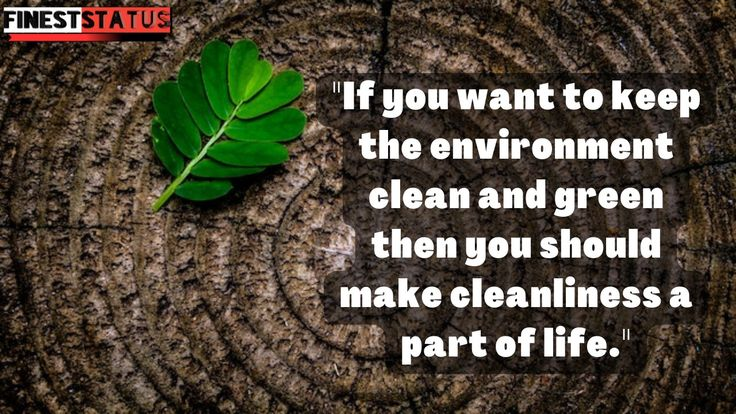 FINESTSTATUS
"If you want to keep
the environment
clean and green
then you should
make cleanliness a
part of life."